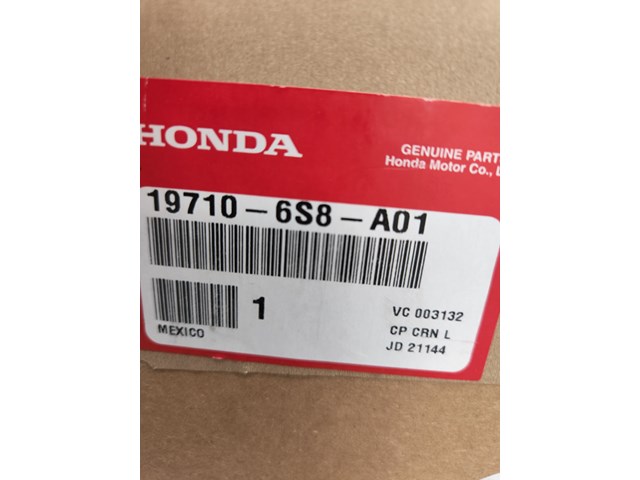 HONDA
GENUINE PART
Honda Motor Co.,
19710-6S8-A01
1
VC 003132
MEXICO
CP CRN L
JD 21144